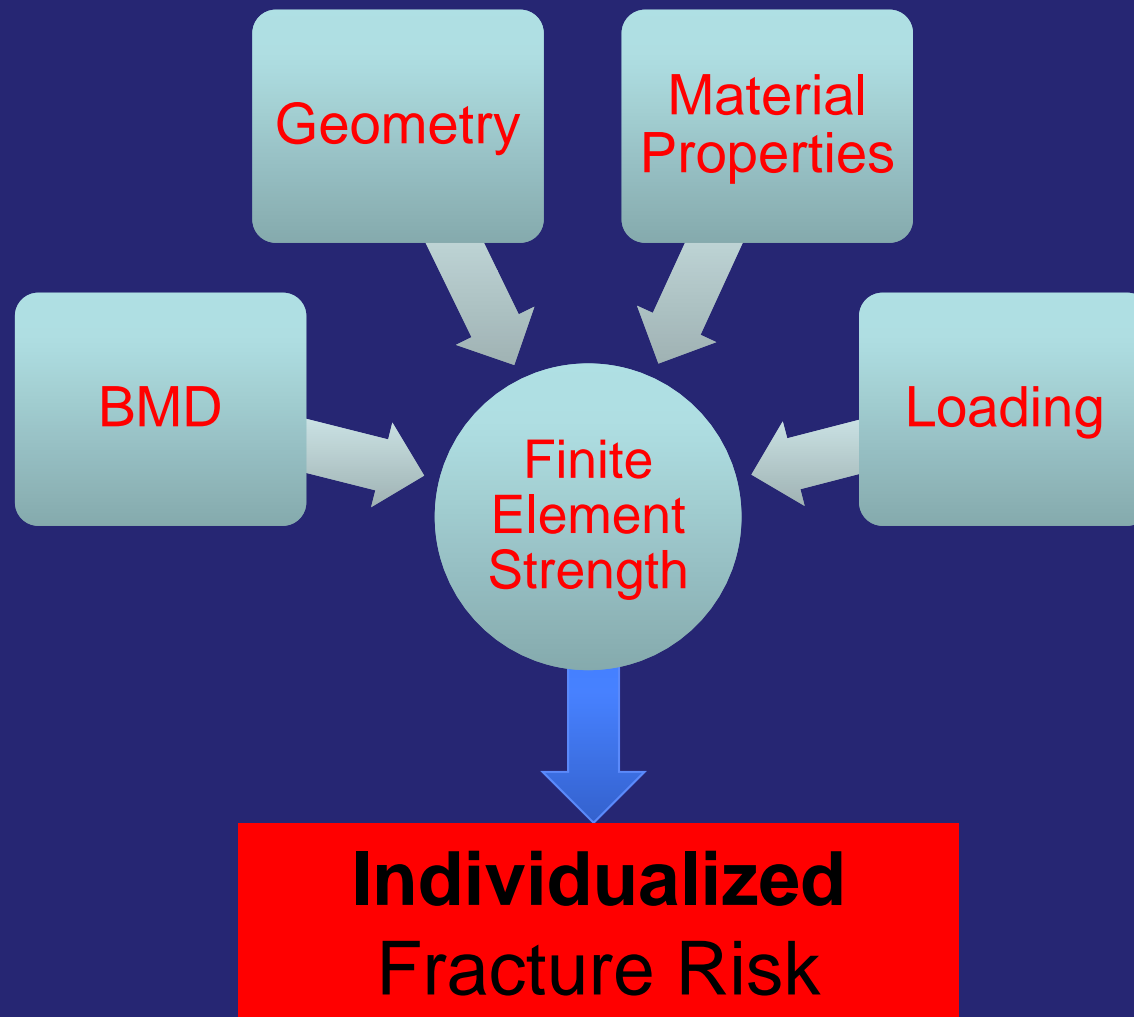 Geometry
Material
Properties
BMD
Loading
Finite
Element
Strength
Individualized
Fracture Risk